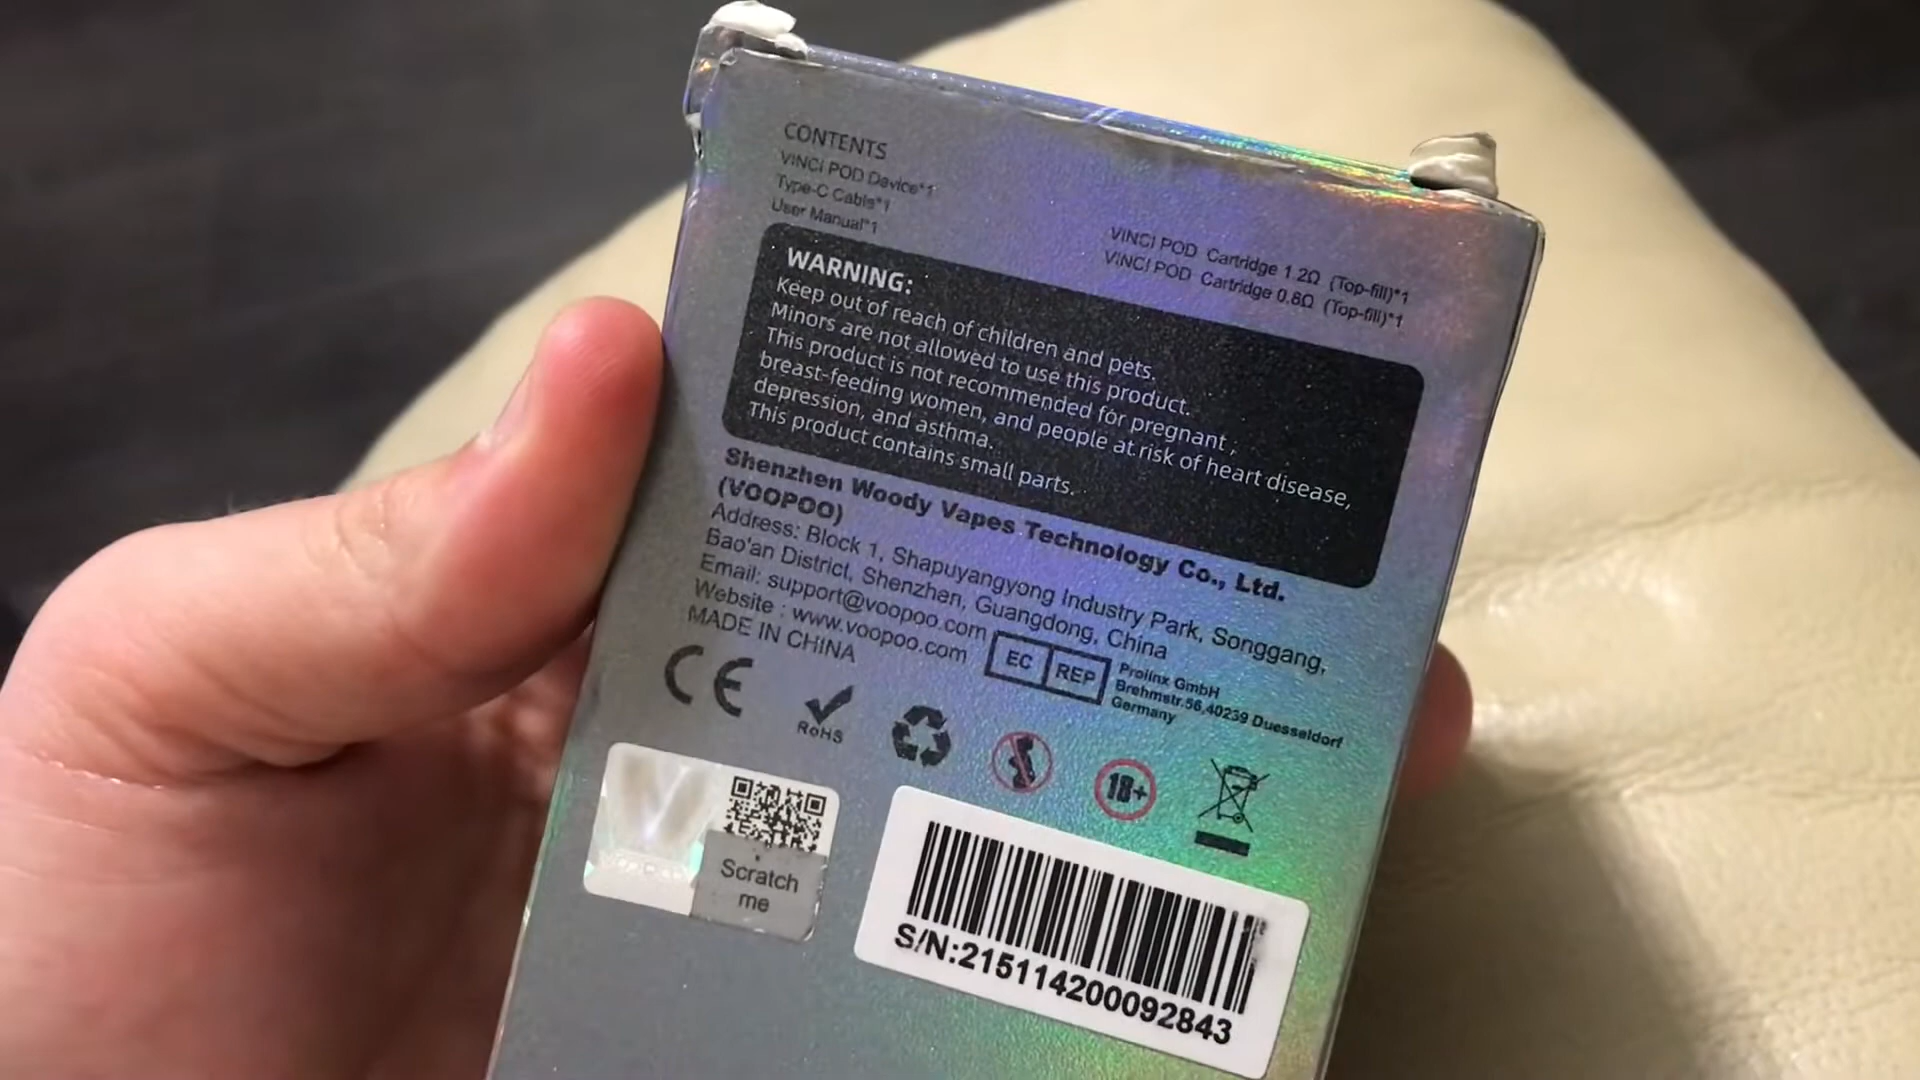 CONTENTS
VINCI POD Device*1
Type-C Cable*1
User Manual*1
VINCI POD Cartridge 1.2Ω (Top-fill)*1
VINCI POD Cartridge 0.8Ω (Top-fill)*1
WARNING:
Keep out of reach of children and pets.
Minors are not allowed to use this product.
This product is not recommended for pregnant ,
breast-feeding women, and people at risk of heart disease,
depression, and asthma.
This product contains small parts.
Shenzhen Woody Vapes Technology Co., Ltd.
(VOOPOO)
Address: Block 1, Shapuyangyong Industry Park, Songgang,
Bao'an District, Shenzhen, Guangdong, China
Email: support@voopoo.com
Website : www.voopoo.com
MADE IN CHINA
EC REP
Prolinx GmbH
Brehmstr.56,40239 Duesseldorf
Germany
CE
RoHS
18+
VOOPOO
Scratch
me
S/N:215114200092843